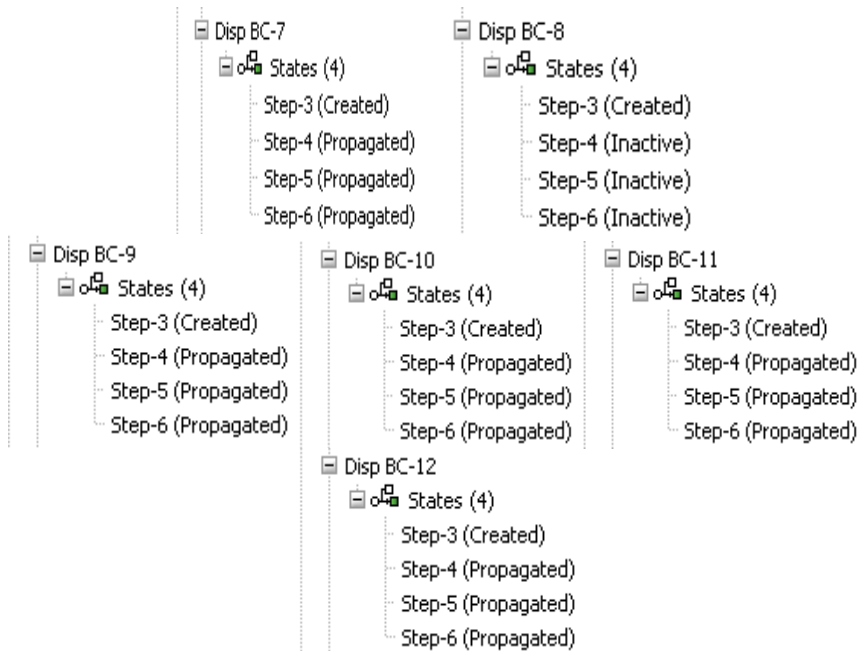 Disp BC-7
States (4)
Step-3 (Created)
Step-4 (Propagated)
Step-5 (Propagated)
Step-6 (Propagated)
Disp BC-8
States (4)
Step-3 (Created)
Step-4 (Inactive)
Step-5 (Inactive)
Step-6 (Inactive)
Disp BC-9
States (4)
Step-3 (Created)
Step-4 (Propagated)
Step-5 (Propagated)
Step-6 (Propagated)
Disp BC-10
States (4)
Step-3 (Created)
Step-4 (Propagated)
Step-5 (Propagated)
Step-6 (Propagated)
Disp BC-11
States (4)
Step-3 (Created)
Step-4 (Propagated)
Step-5 (Propagated)
Step-6 (Propagated)
Disp BC-12
States (4)
Step-3 (Created)
Step-4 (Propagated)
Step-5 (Propagated)
Step-6 (Propagated)